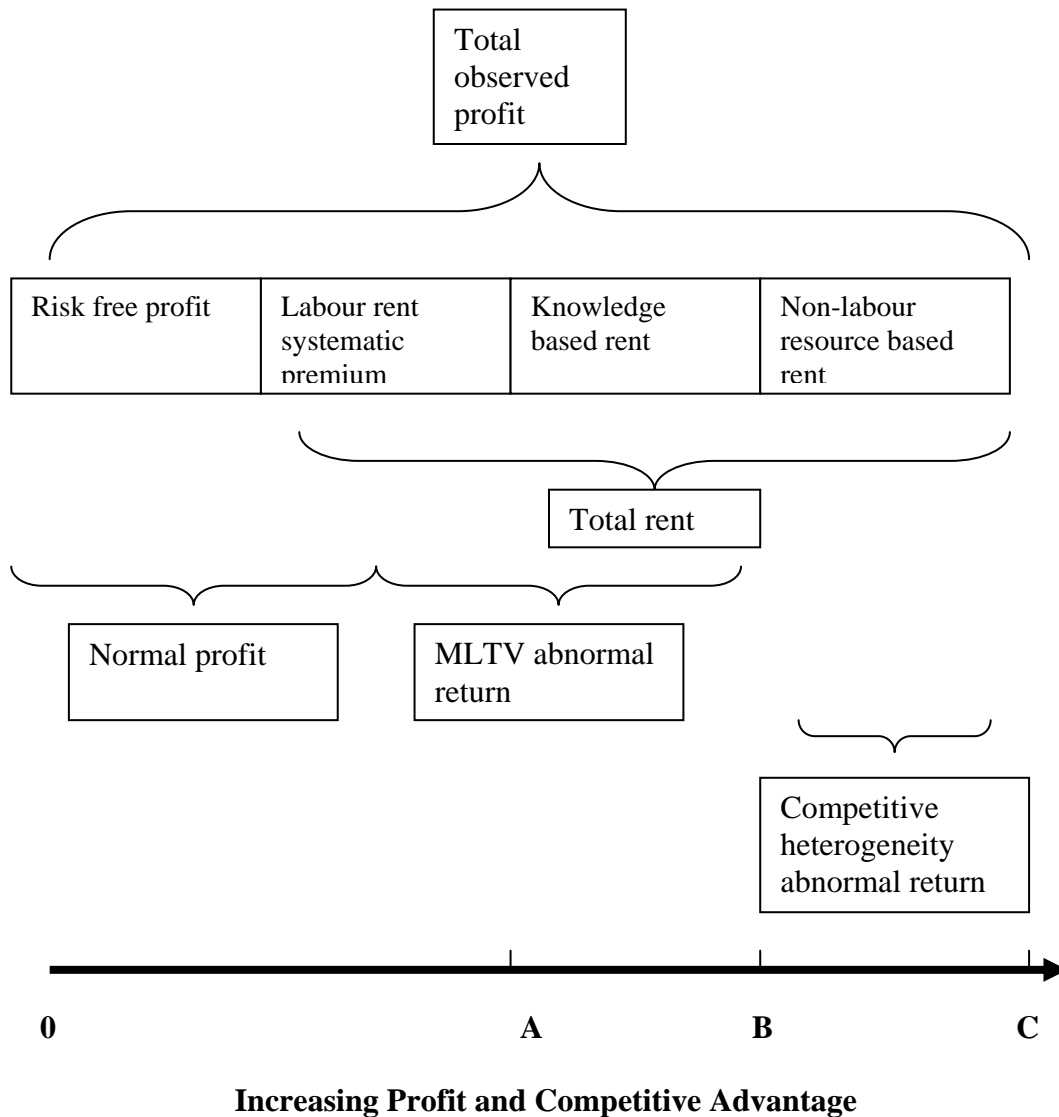 Total
observed
profit
Risk free profit
Labour rent
systematic
premium
Knowledge
based rent
Non-labour
resource based
rent
Total rent
Normal profit
MLTV abnormal
return
Competitive
heterogeneity
abnormal return
0
A
B
C
Increasing Profit and Competitive Advantage